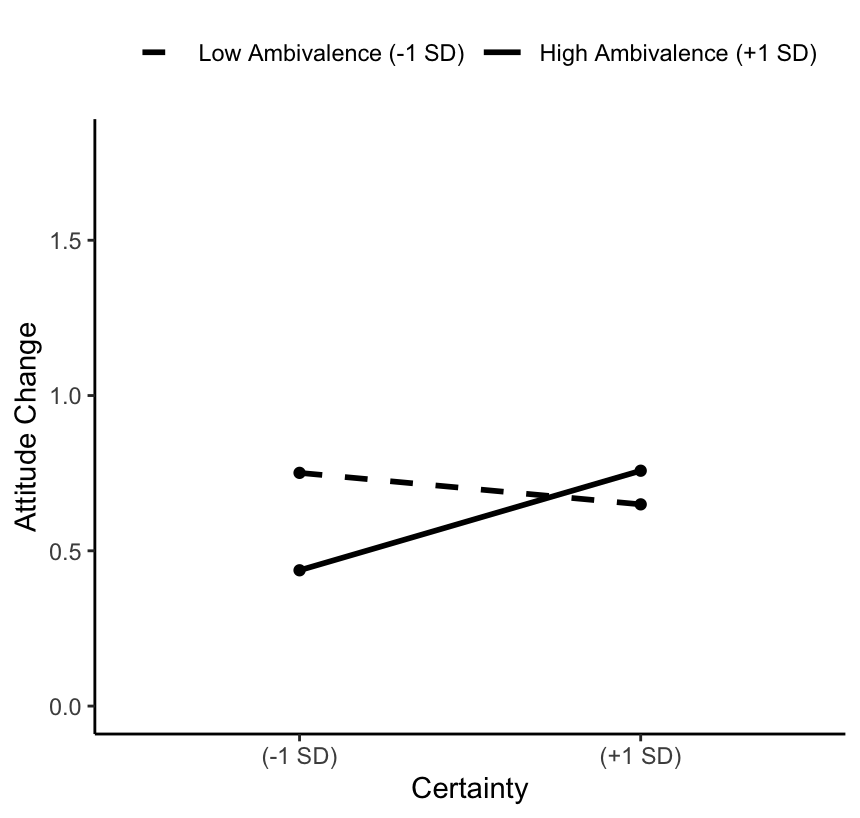 Low Ambivalence (-1 SD) High Ambivalence (+1 SD)
Attitude Change
1.5
1.0
0.5
0.0
(-1 SD) (+1 SD)
Certainty